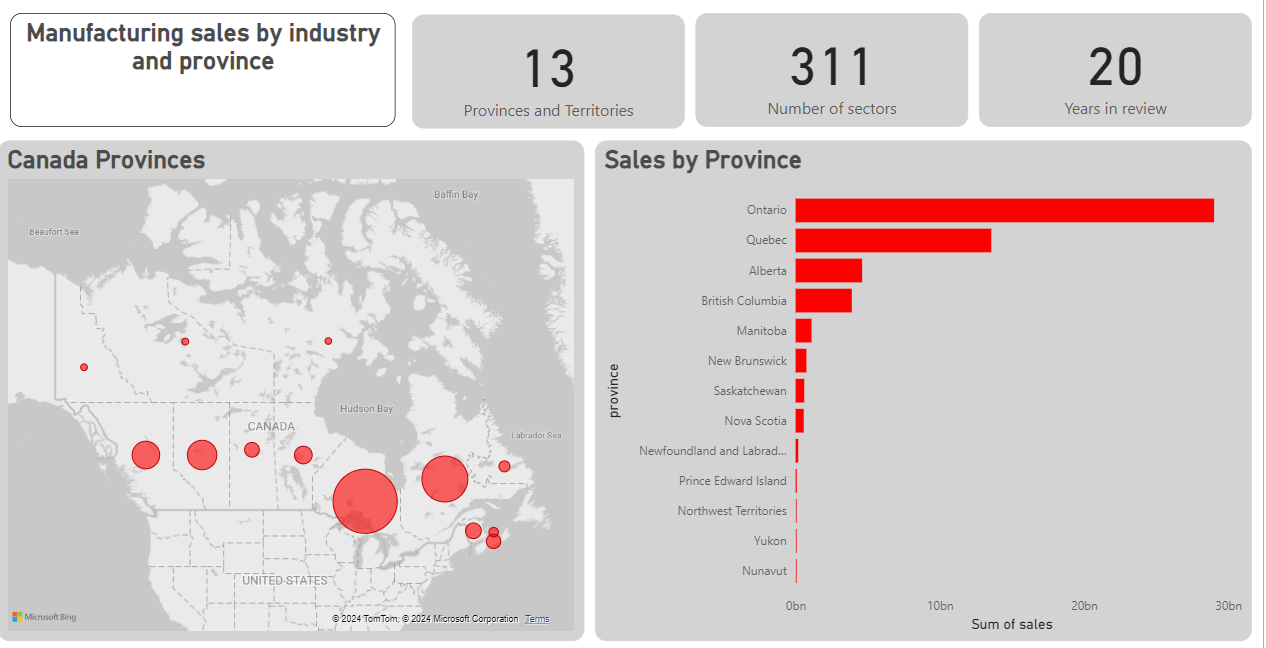 Manufacturing sales by industry
and province
13
Provinces and Territories
311
Number of sectors
20
Years in review
Canada Provinces
Baffin Bay
Beaufort Sea
Hudson Bay
CANADA
Labrador Sea
UNITED STATES
Microsoft Bing
© 2024 TomTom, © 2024 Microsoft Corporation Terms
Sales by Province
province
Ontario
Quebec
Alberta
British Columbia
Manitoba
New Brunswick
Saskatchewan
Nova Scotia
Newfoundland and Labrad...
Prince Edward Island
Northwest Territories
Yukon
Nunavut
0bn 10bn 20bn 30bn
Sum of sales